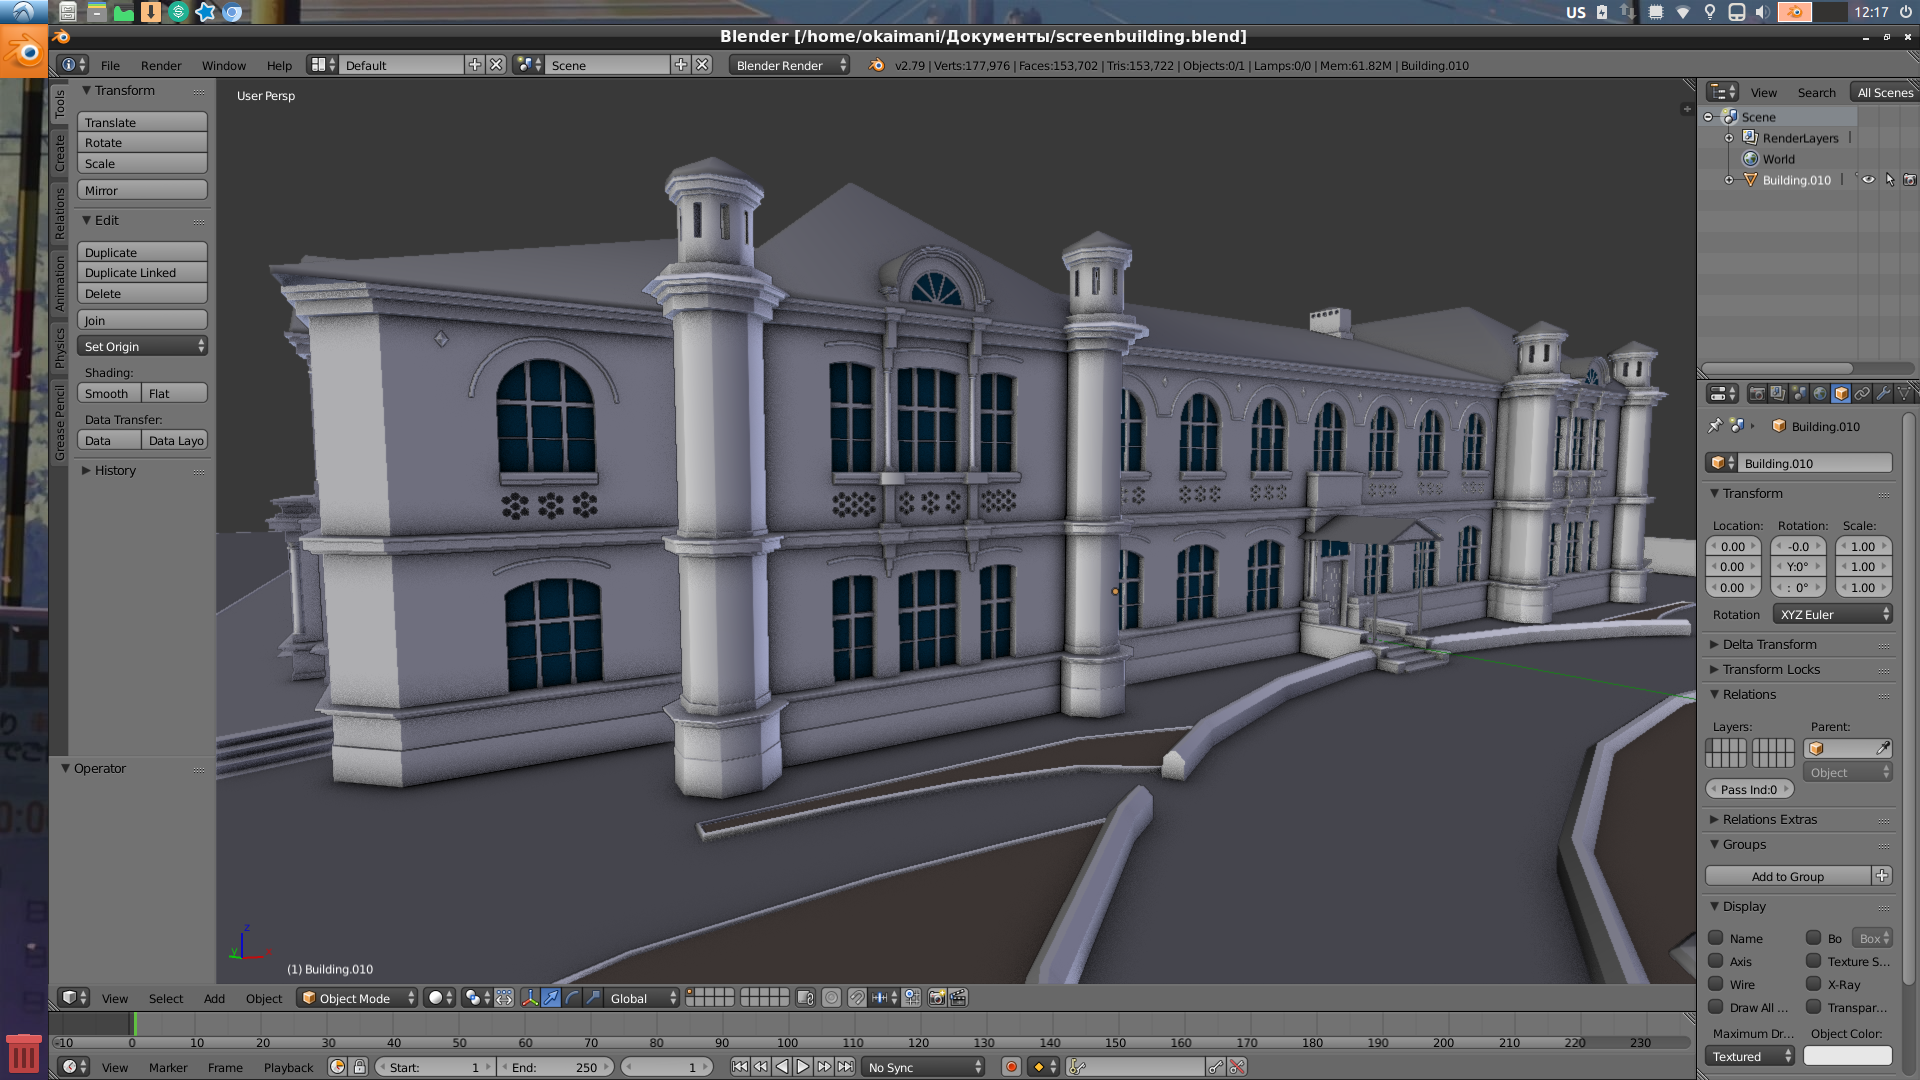 US
12:17
Blender [/home/okaimani/Документы/screenbuilding.blend]
File Render Window Help Default Scene Blender Render v2.79 | Verts:177,976 | Faces:153,702 | Tris:153,722 | Objects:0/1 | Lamps:0/0 | Mem:61.82M | Building.010
Tools
Create
Relations
Animation
Physics
Grease Pencil
Transform
Translate
Rotate
Scale
Mirror
Edit
Duplicate
Duplicate Linked
Delete
Join
Set Origin
Shading:
Smooth Flat
Data Transfer:
Data Data Layo
History
Operator
User Persp
(1) Building.010
z
y
x
View Search All Scenes
Scene
RenderLayers
World
Building.010
Building.010
Building.010
Transform
Location: Rotation: Scale:
0.00 -0.0 1.00
0.00 Y:0° 1.00
0.00 : 0° 1.00
Rotation XYZ Euler
Delta Transform
Transform Locks
Relations
Layers: Parent:
Object
Pass Ind:0
Relations Extras
Groups
Add to Group
Display
Name Bo Box
Axis Texture S...
Wire X-Ray
Draw All ... Transpar...
Maximum Dr... Object Color:
Textured
View Select Add Object Object Mode Global
-10 0 10 20 30 40 50 60 70 80 90 100 110 120 130 140 150 160 170 180 190 200 210 220 230
View Marker Frame Playback Start: 1 End: 250 1 No Sync